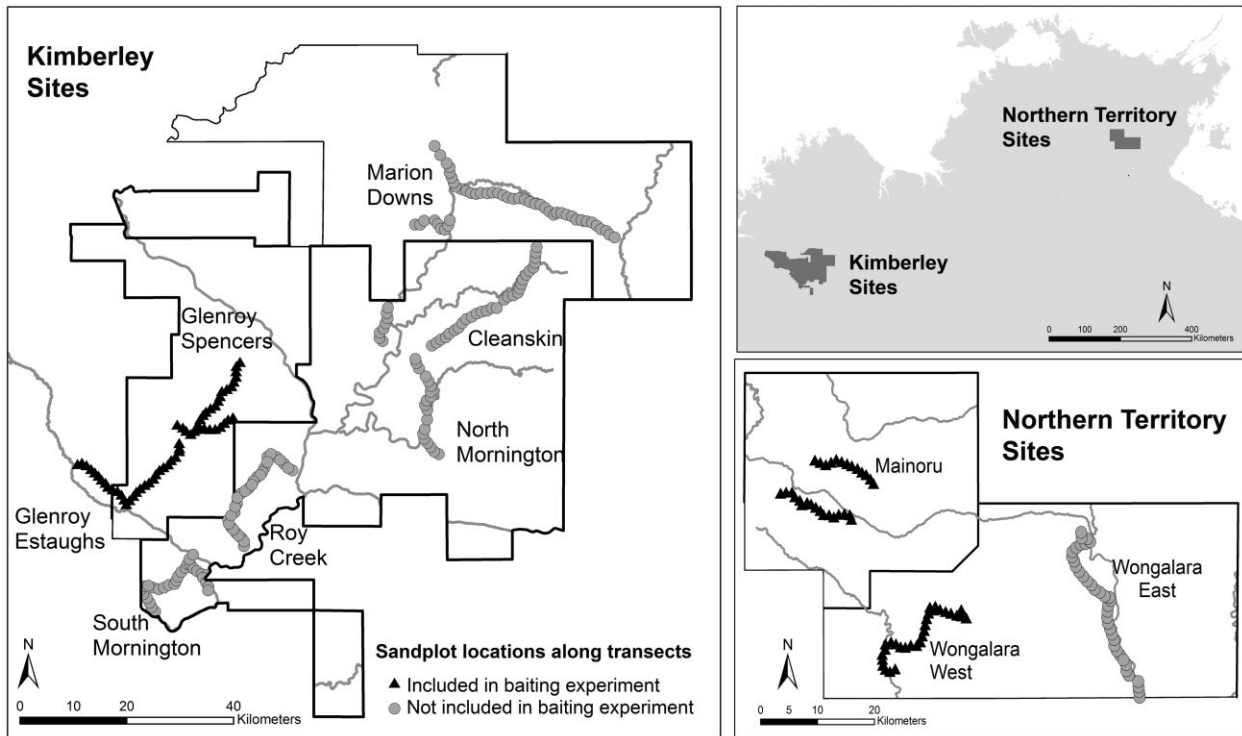 Kimberley
Sites
Marion
Downs
Glenroy
Spencers
Cleanskin
North
Mornington
Glenroy
Estaughs
Roy
Creek
South
Mornington
N
0 10 20 40
Kilometers
Sandplot locations along transects
Included in baiting experiment
Not included in baiting experiment
Northern Territory
Sites
Kimberley
Sites
N
0 100 200 400
Kilometers
Northern Territory
Sites
Mainoru
Wongalara
East
Wongalara
West
N
0 5 10 20
Kilometers